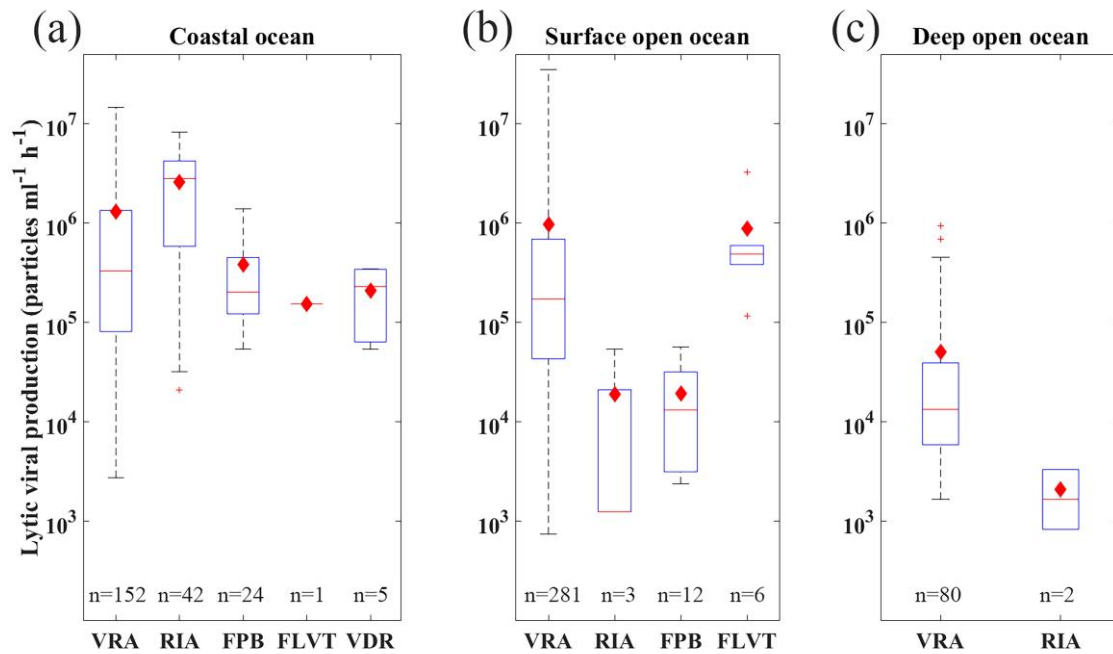 (a) Coastal ocean
(b) Surface open ocean
(c) Deep open ocean
Lytic viral production (particles ml⁻¹ h⁻¹)
10⁷
10⁶
10⁵
10⁴
10³
n=152 n=42 n=24 n=1 n=5
VRA RIA FPB FLVT VDR
10⁷
10⁶
10⁵
10⁴
10³
n=281 n=3 n=12 n=6
VRA RIA FPB FLVT
10⁷
10⁶
10⁵
10⁴
10³
n=80 n=2
VRA RIA